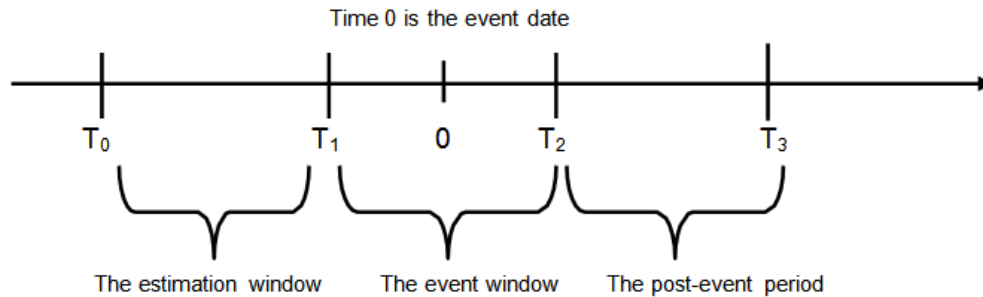 Time 0 is the event date
T₀ T₁ 0 T₂ T₃
The estimation window The event window The post-event period